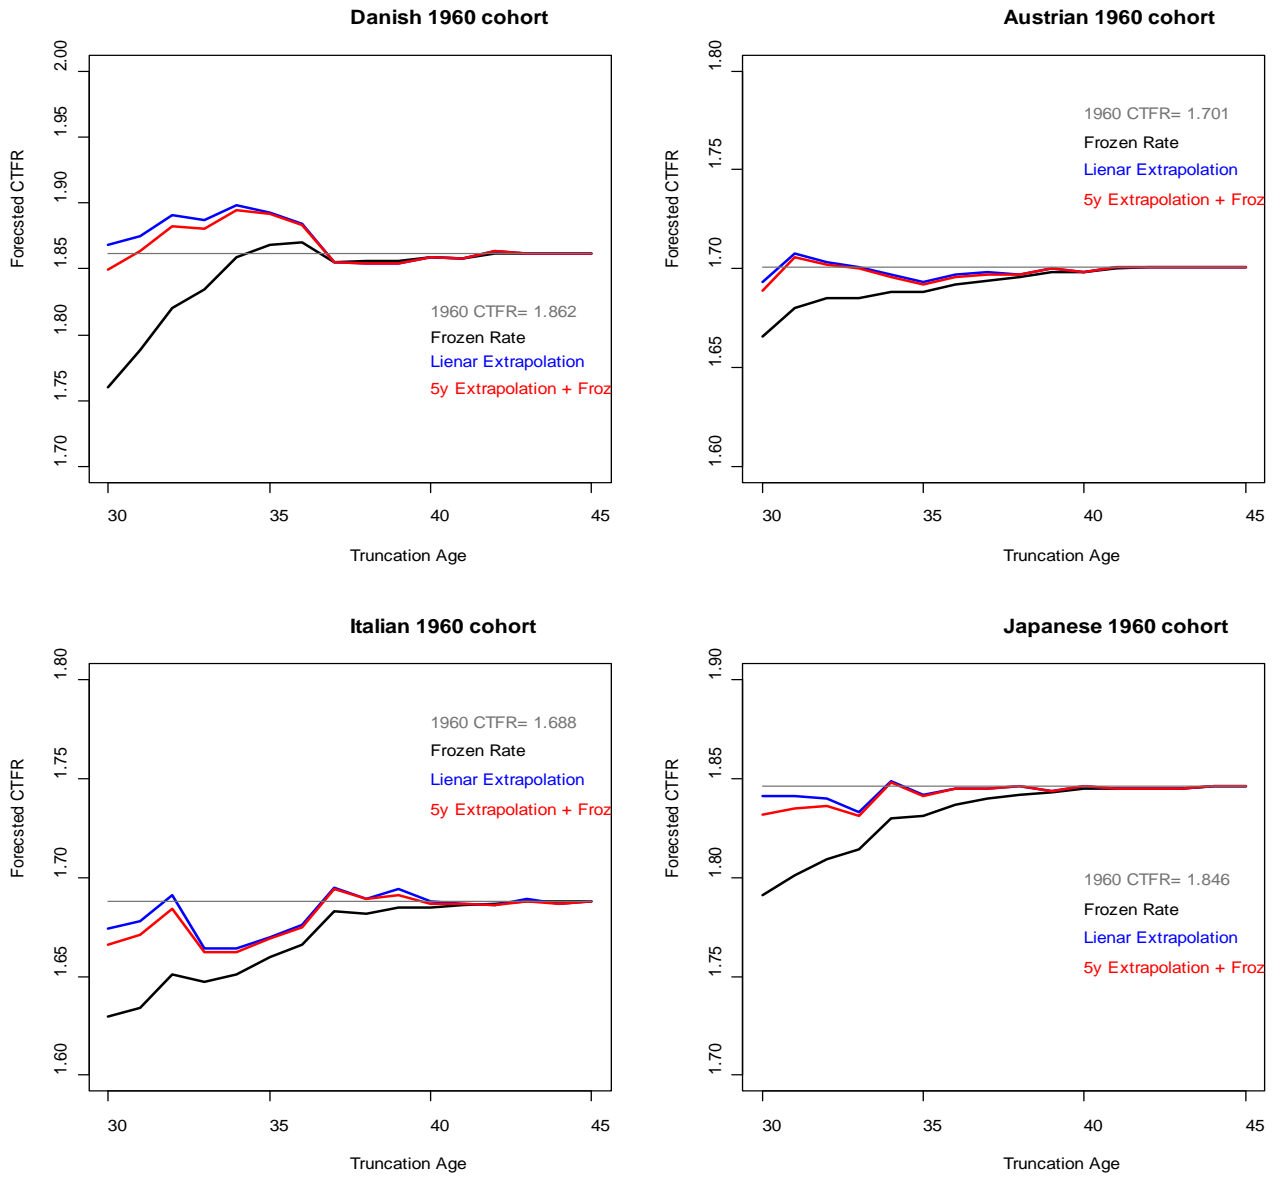 Danish 1960 cohort
Forecsted CTFR
2.00
1.95
1.90
1.85
1.80
1.75
1.70
1960 CTFR= 1.862
Frozen Rate
Lienar Extrapolation
5y Extrapolation + Froz
30 35 40 45
Truncation Age
Austrian 1960 cohort
Forecsted CTFR
1.80
1.75
1.70
1.65
1.60
1960 CTFR= 1.701
Frozen Rate
Lienar Extrapolation
5y Extrapolation + Froz
30 35 40 45
Truncation Age
Italian 1960 cohort
Forecsted CTFR
1.80
1.75
1.70
1.65
1.60
1960 CTFR= 1.688
Frozen Rate
Lienar Extrapolation
5y Extrapolation + Froz
30 35 40 45
Truncation Age
Japanese 1960 cohort
Forecsted CTFR
1.90
1.85
1.80
1.75
1.70
1960 CTFR= 1.846
Frozen Rate
Lienar Extrapolation
5y Extrapolation + Froz
30 35 40 45
Truncation Age